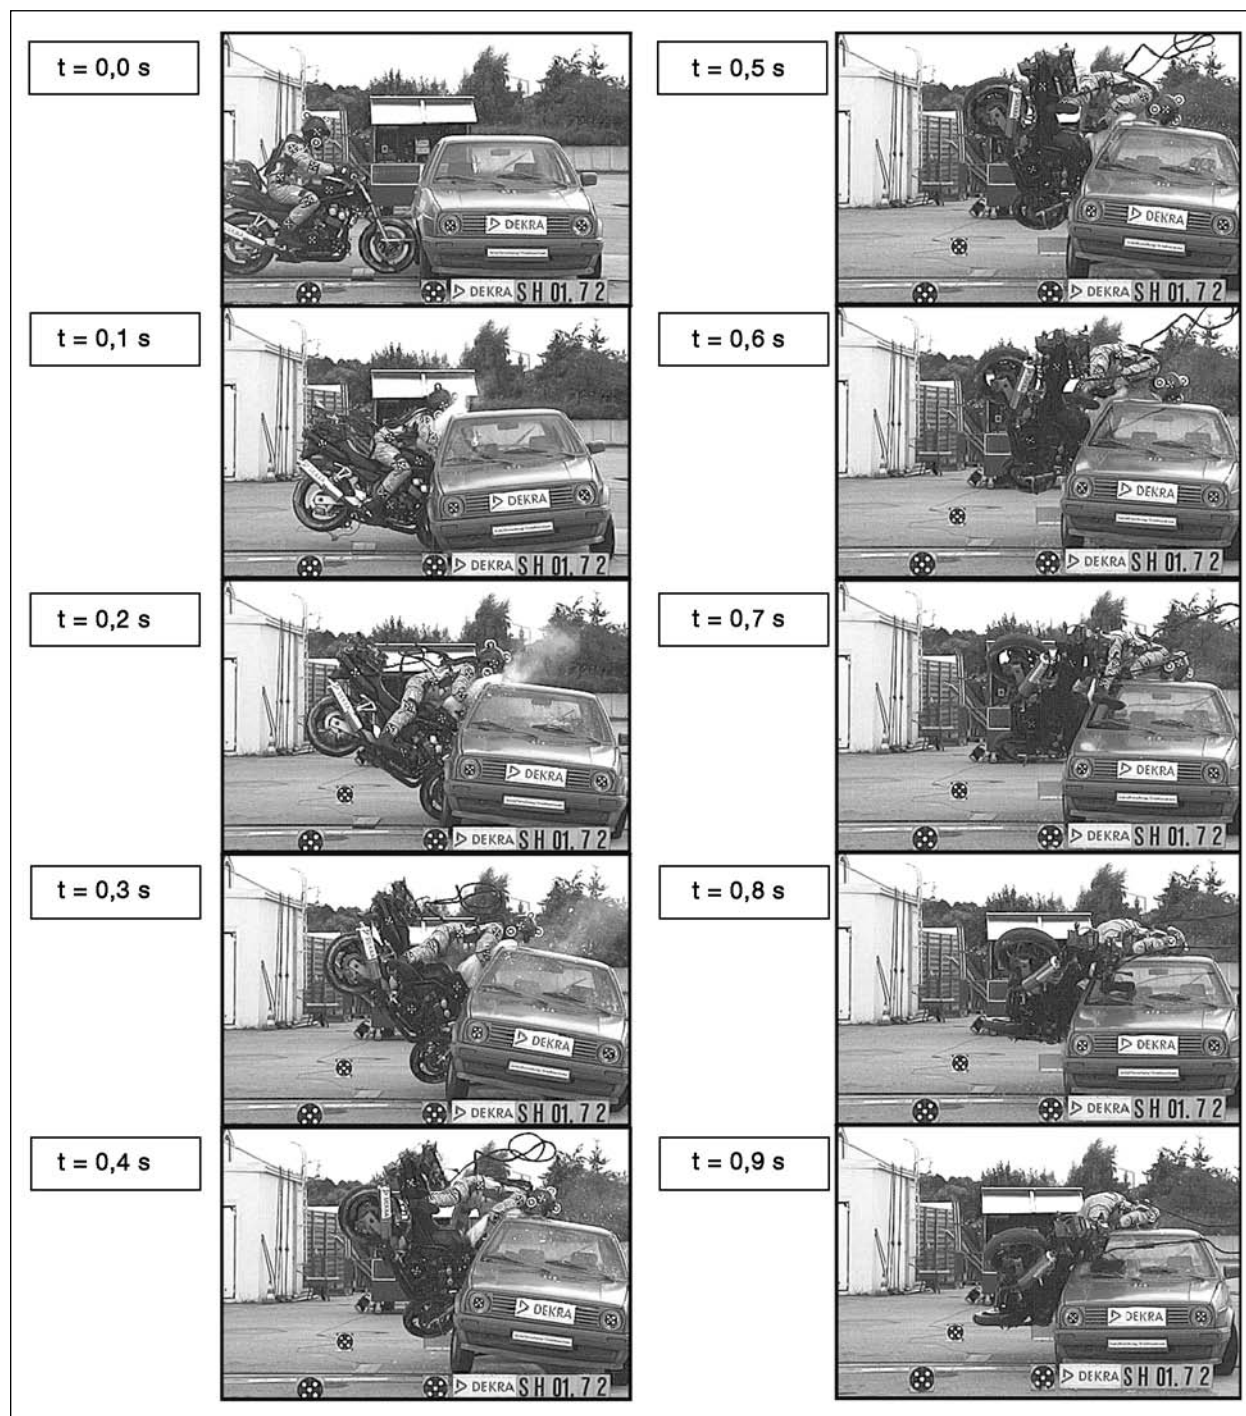 t = 0,0 s
DEKRA
DEKRA SH 01.72
t = 0,1 s
DEKRA
DEKRA SH 01.72
t = 0,2 s
DEKRA
DEKRA SH 01.72
t = 0,3 s
DEKRA
DEKRA SH 01.72
t = 0,4 s
DEKRA
DEKRA SH 01.72
t = 0,5 s
DEKRA
DEKRA SH 01.72
t = 0,6 s
DEKRA
DEKRA SH 01.72
t = 0,7 s
DEKRA
DEKRA SH 01.72
t = 0,8 s
DEKRA
DEKRA SH 01.72
t = 0,9 s
DEKRA
DEKRA SH 01.72